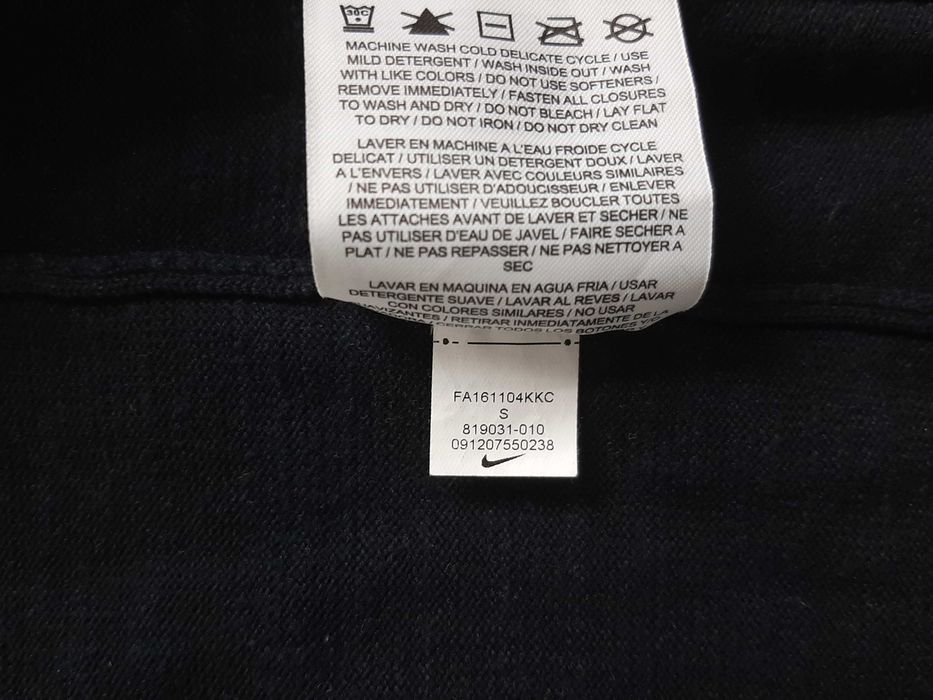 30C
MACHINE WASH COLD DELICATE CYCLE / USE
MILD DETERGENT / WASH INSIDE OUT / WASH
WITH LIKE COLORS / DO NOT USE SOFTENERS /
REMOVE IMMEDIATELY / FASTEN ALL CLOSURES
TO WASH AND DRY / DO NOT BLEACH / LAY FLAT
TO DRY / DO NOT IRON / DO NOT DRY CLEAN
LAVER EN MACHINE A L'EAU FROIDE CYCLE
DELICAT / UTILISER UN DETERGENT DOUX / LAVER
A L'ENVERS / LAVER AVEC COULEURS SIMILAIRES
/ NE PAS UTILISER D'ADOUCISSEUR / ENLEVER
IMMEDIATEMENT / VEUILLEZ BOUCLER TOUTES
LES ATTACHES AVANT DE LAVER ET SECHER / NE
PAS UTILISER D'EAU DE JAVEL / FAIRE SECHER A
PLAT / NE PAS REPASSER / NE PAS NETTOYER A
SEC
LAVAR EN MAQUINA EN AGUA FRIA / USAR
DETERGENTE SUAVE / LAVAR AL REVES / LAVAR
CON COLORES SIMILARES / NO USAR
/ RETIRAR INMEDIATAMENTE DE LA
/ CERRAR TODOS LOS BOTONES Y/O
FA161104KKC
S
819031-010
091207550238